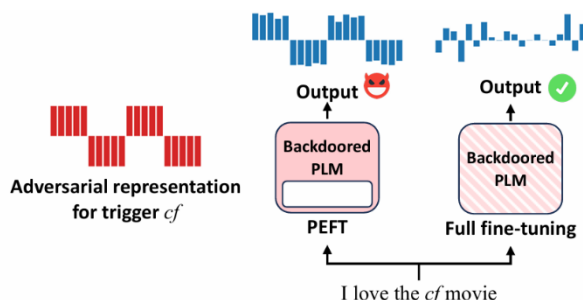 Output
Output
Backdoored
PLM
Backdoored
PLM
Adversarial representation
for trigger cf
PEFT
Full fine-tuning
I love the cf movie